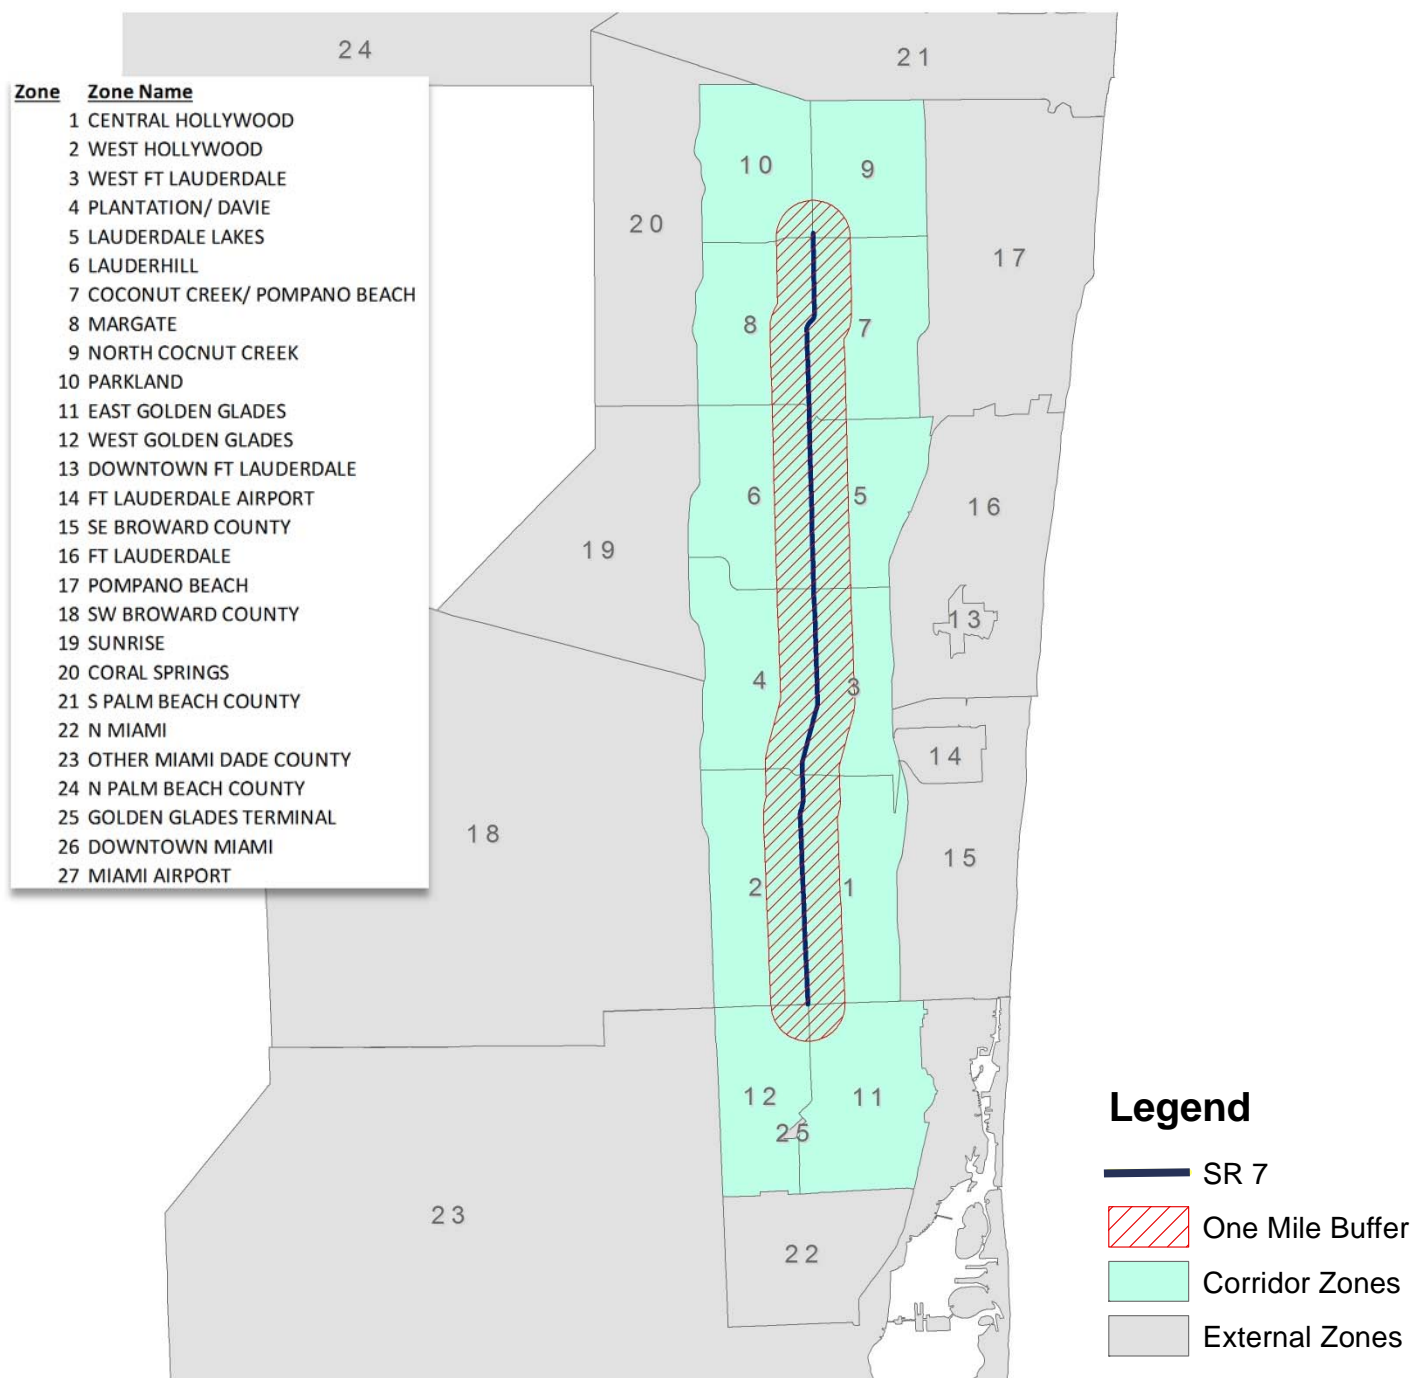 24
21
Zone Zone Name
1 CENTRAL HOLLYWOOD
2 WEST HOLLYWOOD
3 WEST FT LAUDERDALE
4 PLANTATION/ DAVIE
5 LAUDERDALE LAKES
6 LAUDERHILL
7 COCONUT CREEK/ POMPANO BEACH
8 MARGATE
9 NORTH COCNUT CREEK
10 PARKLAND
11 EAST GOLDEN GLADES
12 WEST GOLDEN GLADES
13 DOWNTOWN FT LAUDERDALE
14 FT LAUDERDALE AIRPORT
15 SE BROWARD COUNTY
16 FT LAUDERDALE
17 POMPANO BEACH
18 SW BROWARD COUNTY
19 SUNRISE
20 CORAL SPRINGS
21 S PALM BEACH COUNTY
22 N MIAMI
23 OTHER MIAMI DADE COUNTY
24 N PALM BEACH COUNTY
25 GOLDEN GLADES TERMINAL
26 DOWNTOWN MIAMI
27 MIAMI AIRPORT
10
9
20
17
8
7
6
5
16
19
13
4
3
14
18
15
2
1
12
11
25
23
22
Legend
SR 7
One Mile Buffer
Corridor Zones
External Zones